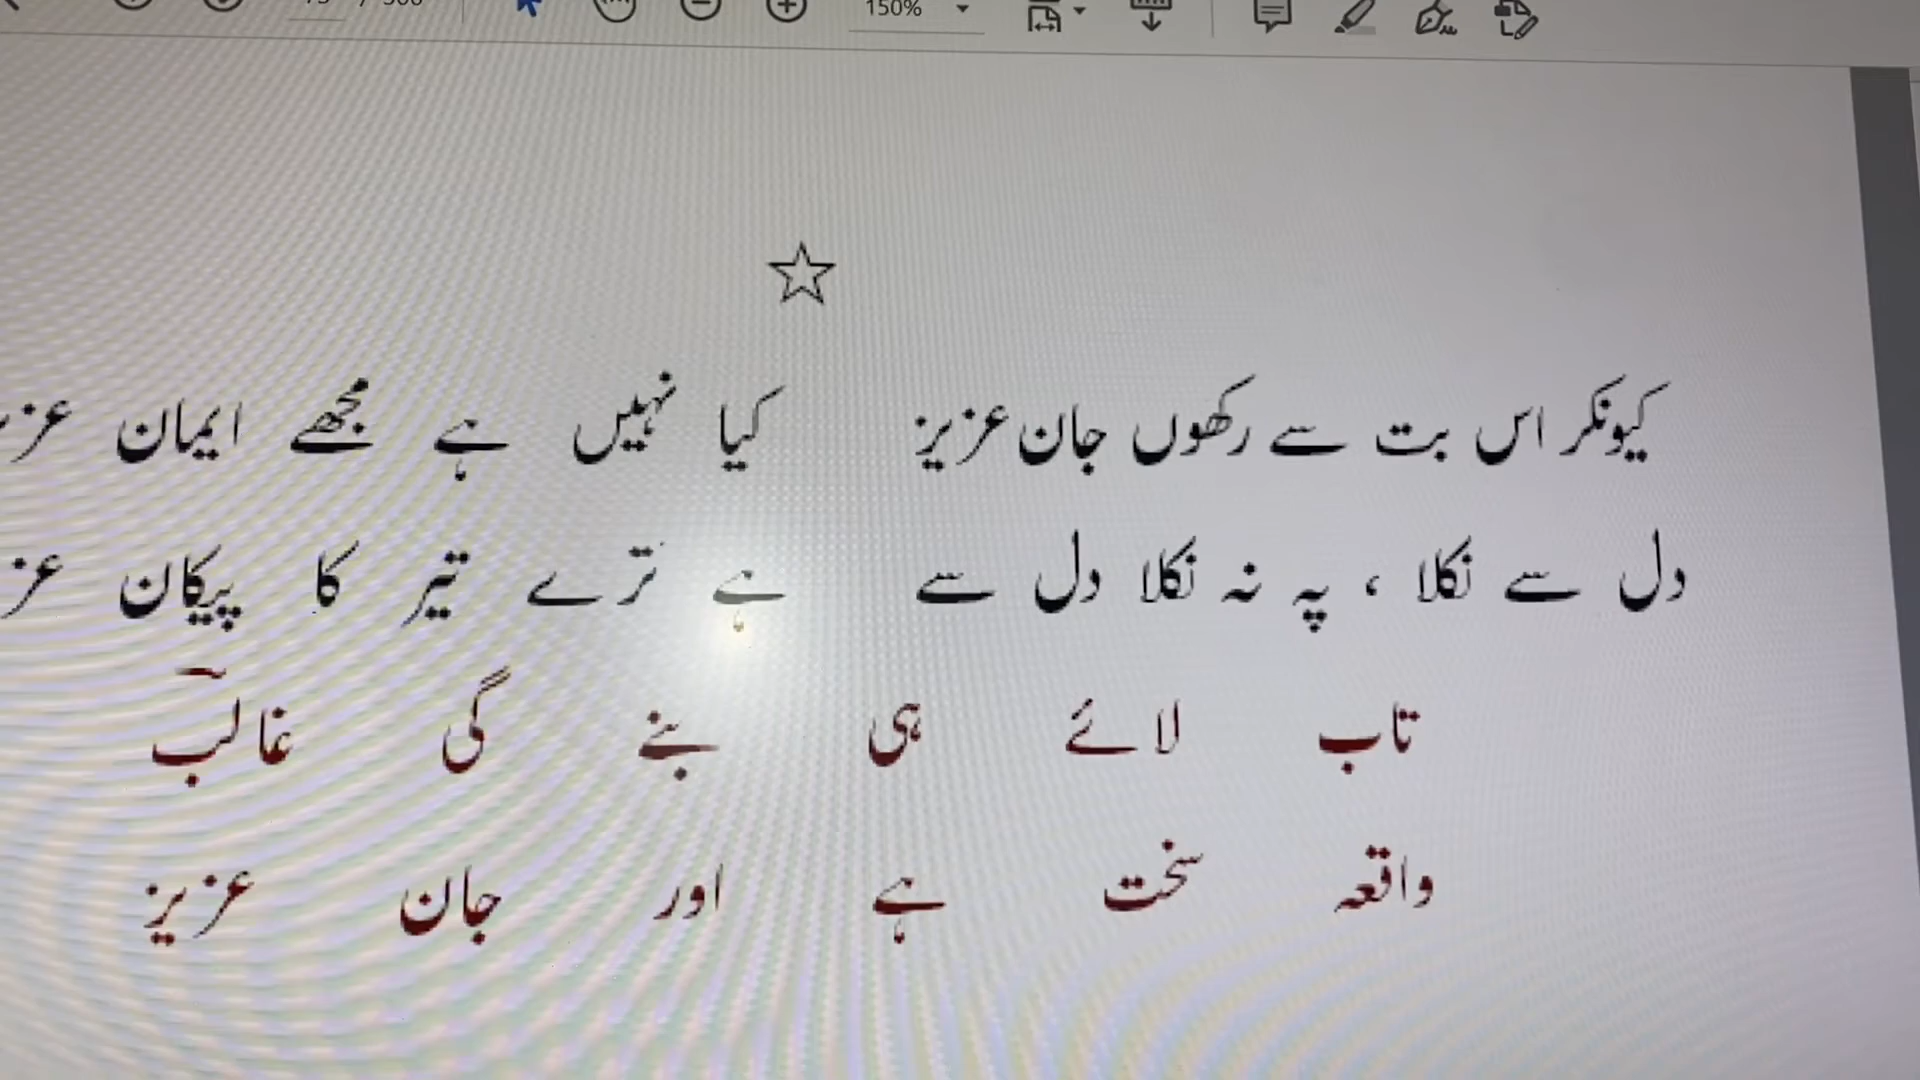 150%
☆
کیونکر اس بت سے رکھوں جان عزیز کیا نہیں ہے مجھے ایمان
دل سے نکلا ، پہ نہ نکلا دل سے ہے ترے تیر کا پیکان
تاب لائے ہی بنے گی غالبؔ
واقعہ سخت ہے اور جان عزیز